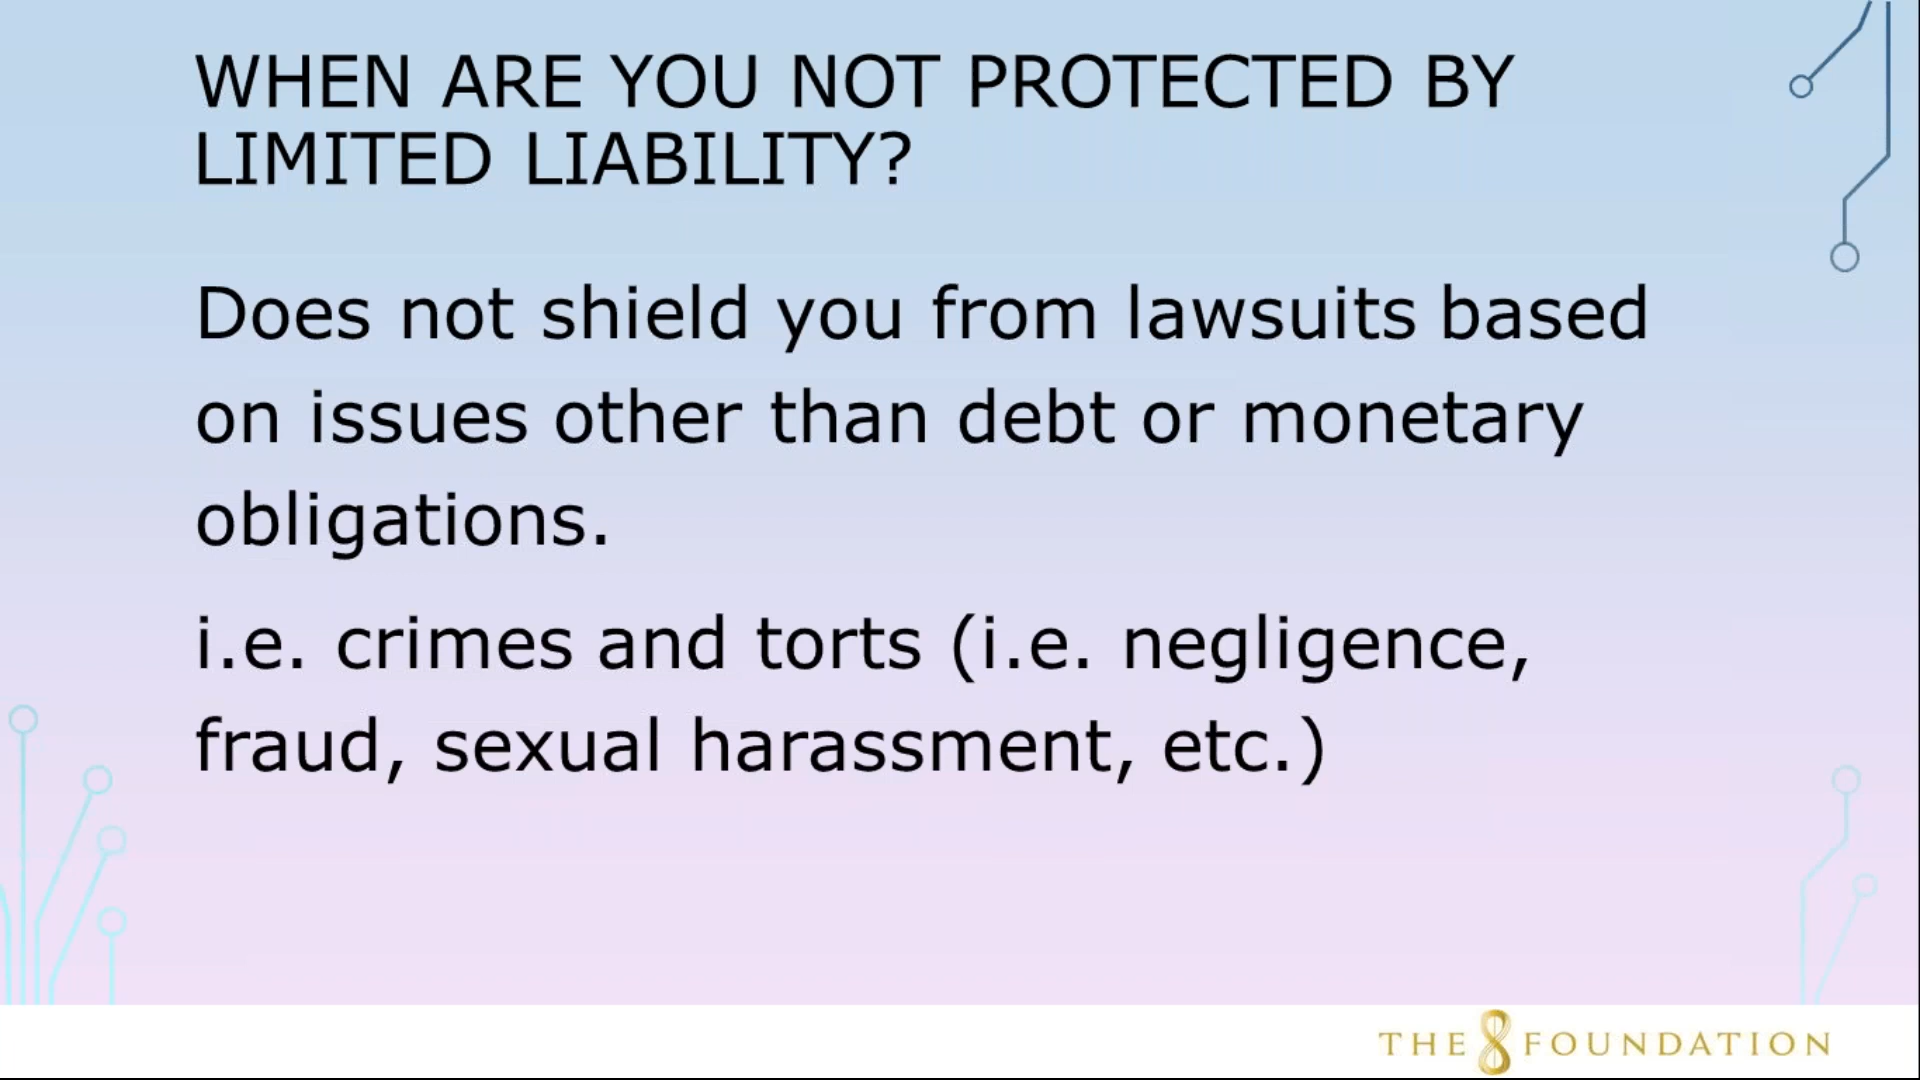 WHEN ARE YOU NOT PROTECTED BY
LIMITED LIABILITY?
Does not shield you from lawsuits based
on issues other than debt or monetary
obligations.
i.e. crimes and torts (i.e. negligence,
fraud, sexual harassment, etc.)
THE 8 FOUNDATION